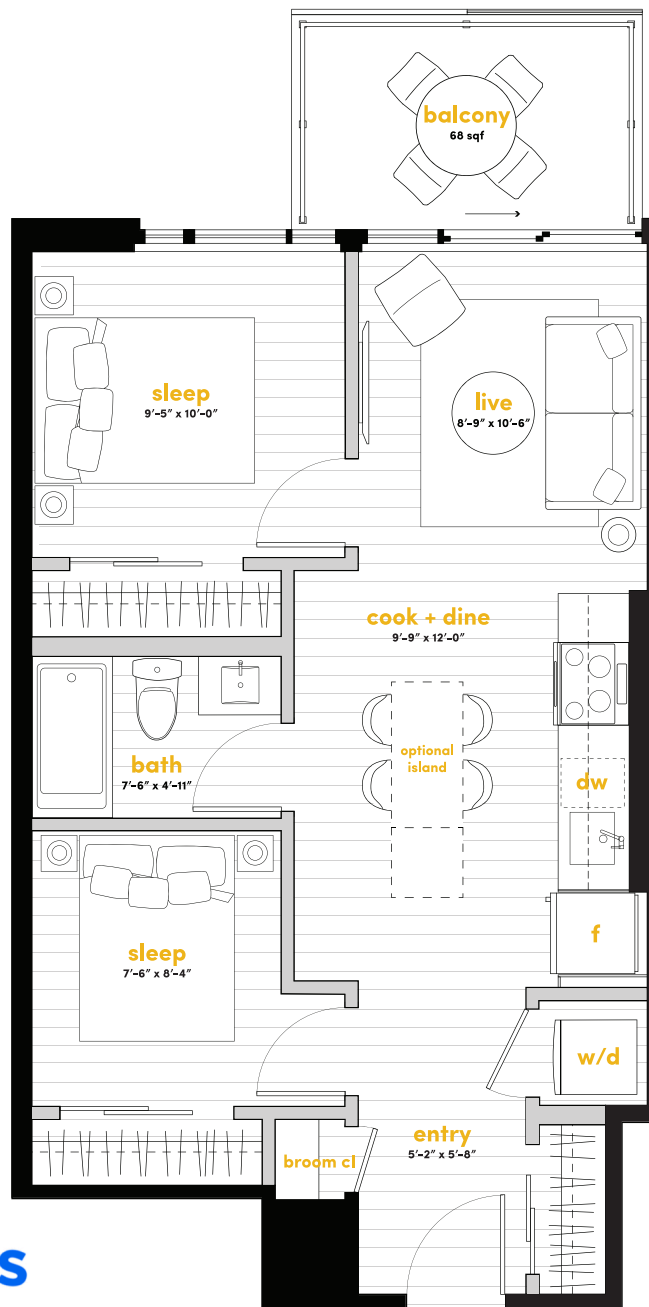 balcony
68 sqf
sleep
9′-5″ x 10′-0″
live
8′-9″ x 10′-6″
cook + dine
9′-9″ x 12′-0″
optional
island
bath
7′-6″ x 4′-11″
dw
sleep
7′-6″ x 8′-4″
f
w/d
entry
5′-2″ x 5′-8″
broom cl
s